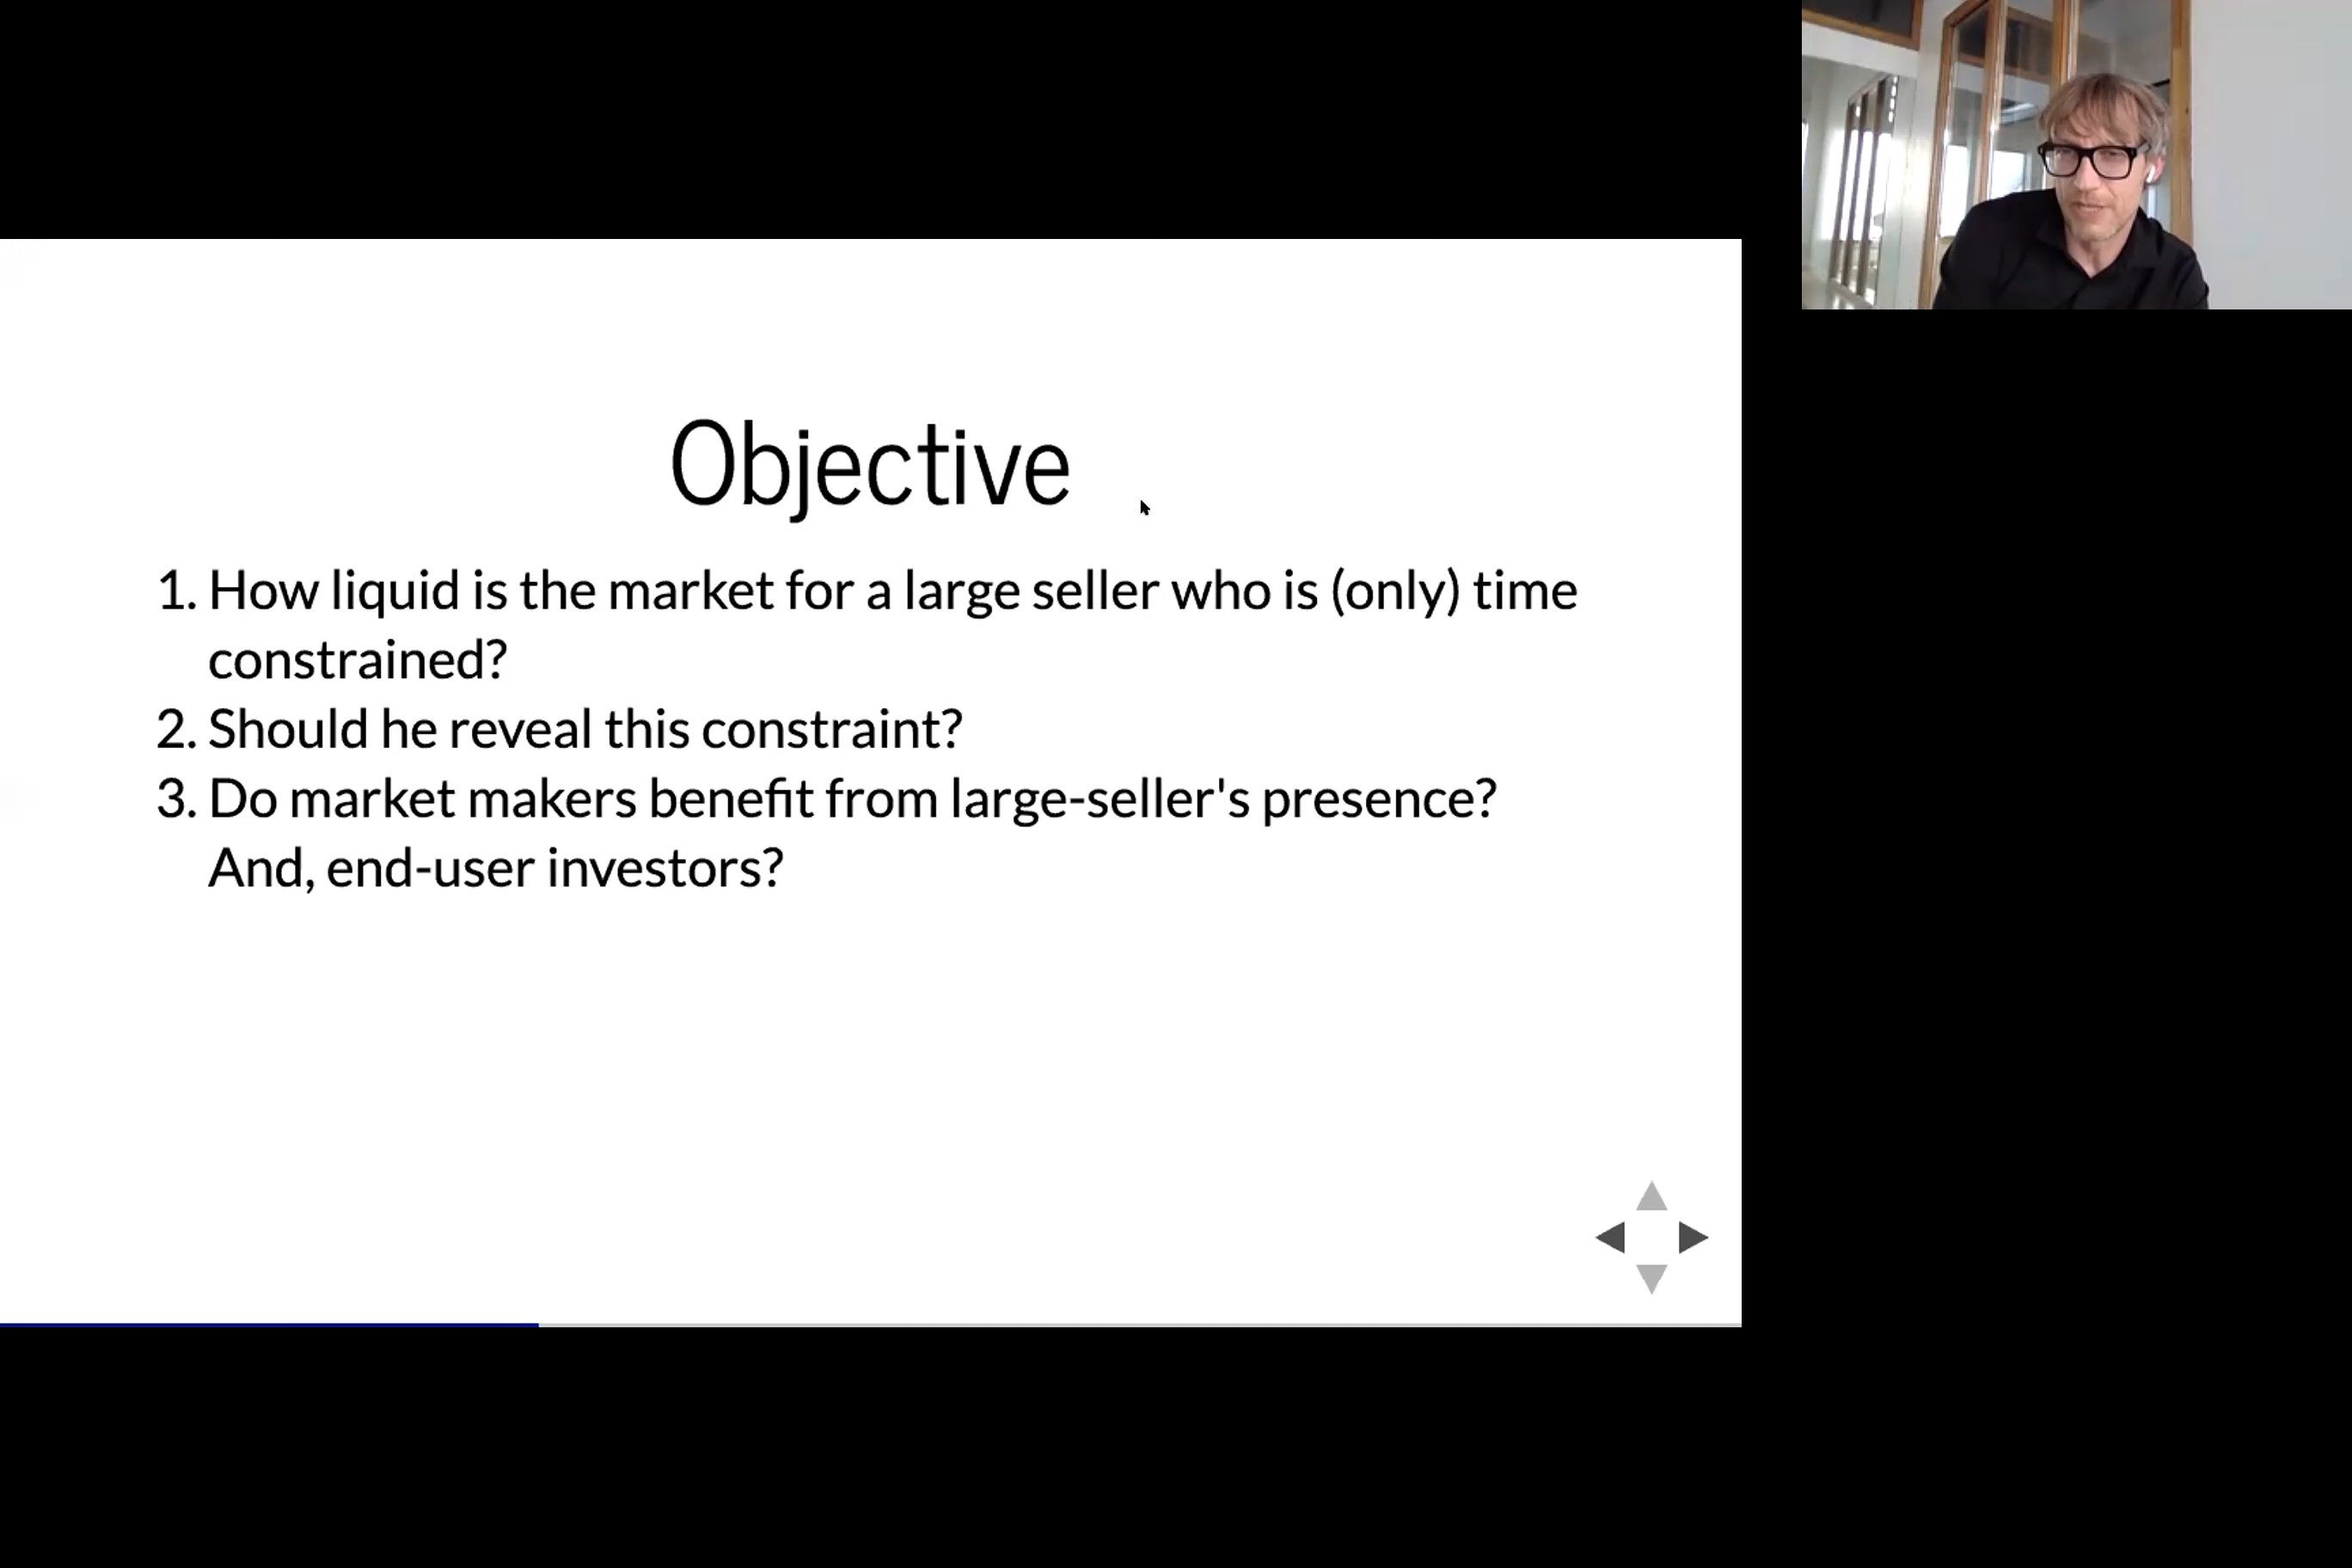 Objective
1. How liquid is the market for a large seller who is (only) time
constrained?
2. Should he reveal this constraint?
3. Do market makers benefit from large-seller's presence?
And, end-user investors?